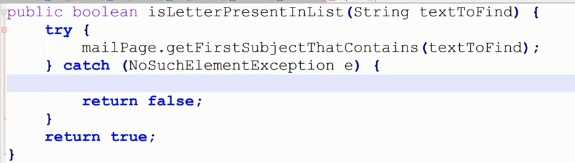 public boolean isLetterPresentInList(String textToFind) {
    try {
        mailPage.getFirstSubjectThatContains(textToFind);
    } catch (NoSuchElementException e) {
        return false;
    }
    return true;
}